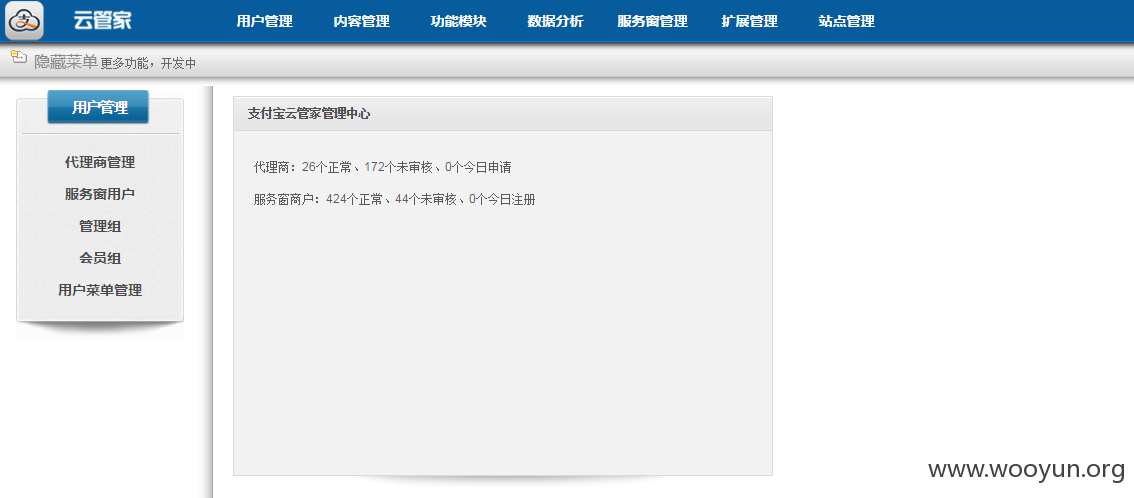 云管家 用户管理 内容管理 功能模块 数据分析 服务窗管理 扩展管理 站点管理
隐藏菜单 更多功能，开发中
用户管理
代理商管理
服务窗用户
管理组
会员组
用户菜单管理
支付宝云管家管理中心
代理商：26个正常、172个未审核、0个今日申请
服务窗商户：424个正常、44个未审核、0个今日注册
www.wooyun.org